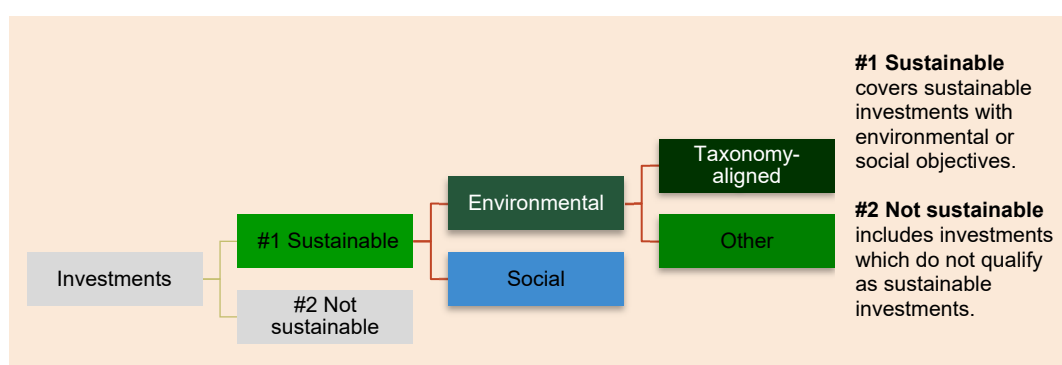 Investments
#1 Sustainable
#2 Not
sustainable
Environmental
Social
Taxonomy-
aligned
Other
#1 Sustainable
covers sustainable
investments with
environmental or
social objectives.
#2 Not sustainable
includes investments
which do not qualify
as sustainable
investments.